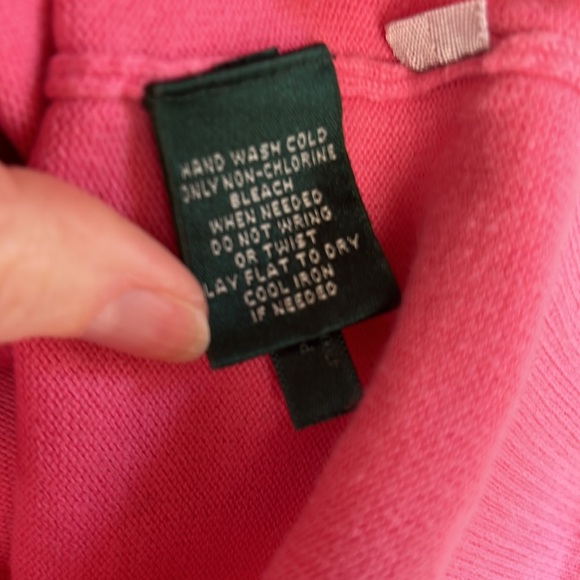 HAND WASH COLD
ONLY NON-CHLORINE
BLEACH
WHEN NEEDED
DO NOT WRING
OR TWIST
LAY FLAT TO DRY
COOL IRON
IF NEEDED